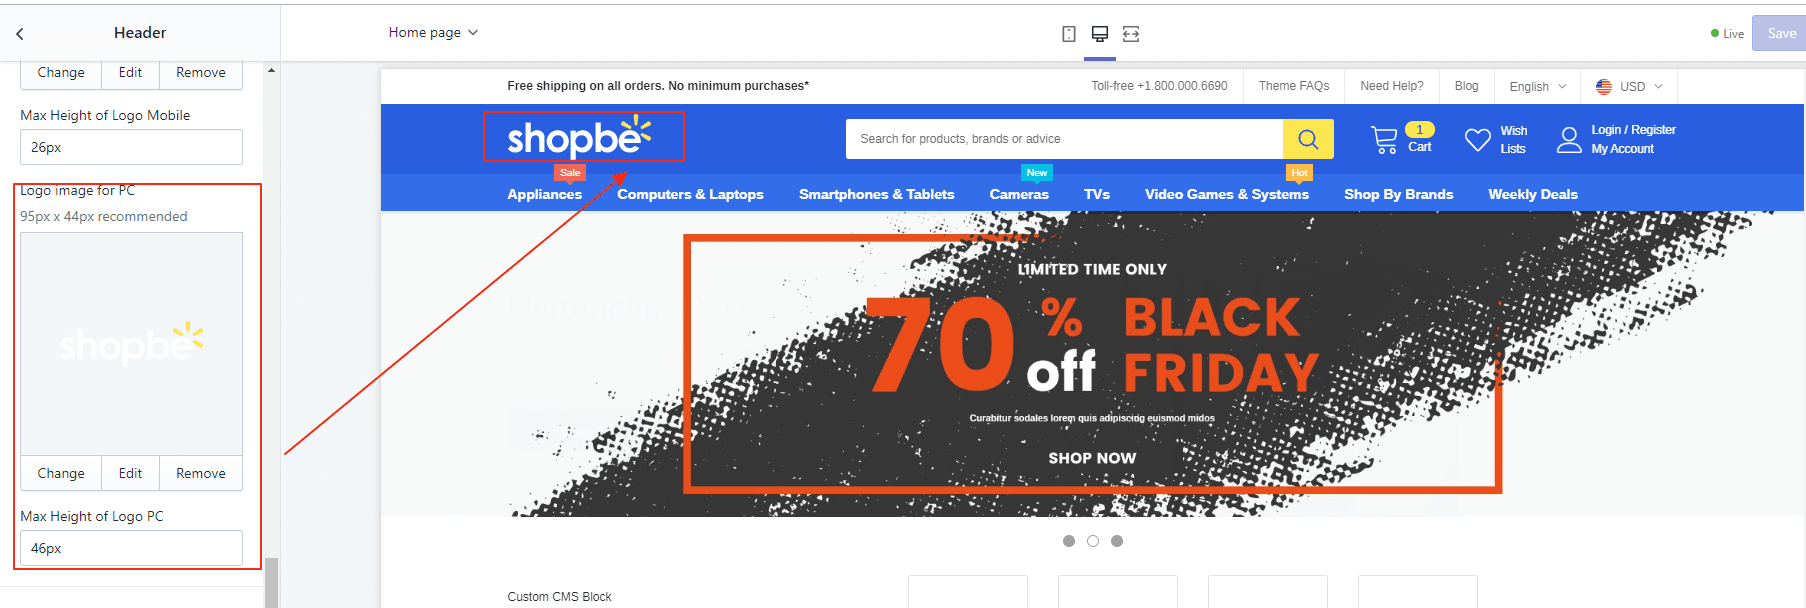 Header
Home page
Live
Save
Change Edit Remove
Max Height of Logo Mobile
26px
Logo image for PC
95px x 44px recommended
shopbe
Change Edit Remove
Max Height of Logo PC
46px
Free shipping on all orders. No minimum purchases*
Toll-free +1.800.000.6690
Theme FAQs
Need Help?
Blog
English
USD
shopbe
Search for products, brands or advice
1
Cart
Wish
Lists
Login / Register
My Account
Sale
New
Hot
Appliances Computers & Laptops Smartphones & Tablets Cameras TVs Video Games & Systems Shop By Brands Weekly Deals
LIMITED TIME ONLY
70 % off
BLACK
FRIDAY
Curabitur sodales lorem quis adipiscing euismod midos
SHOP NOW
Custom CMS Block